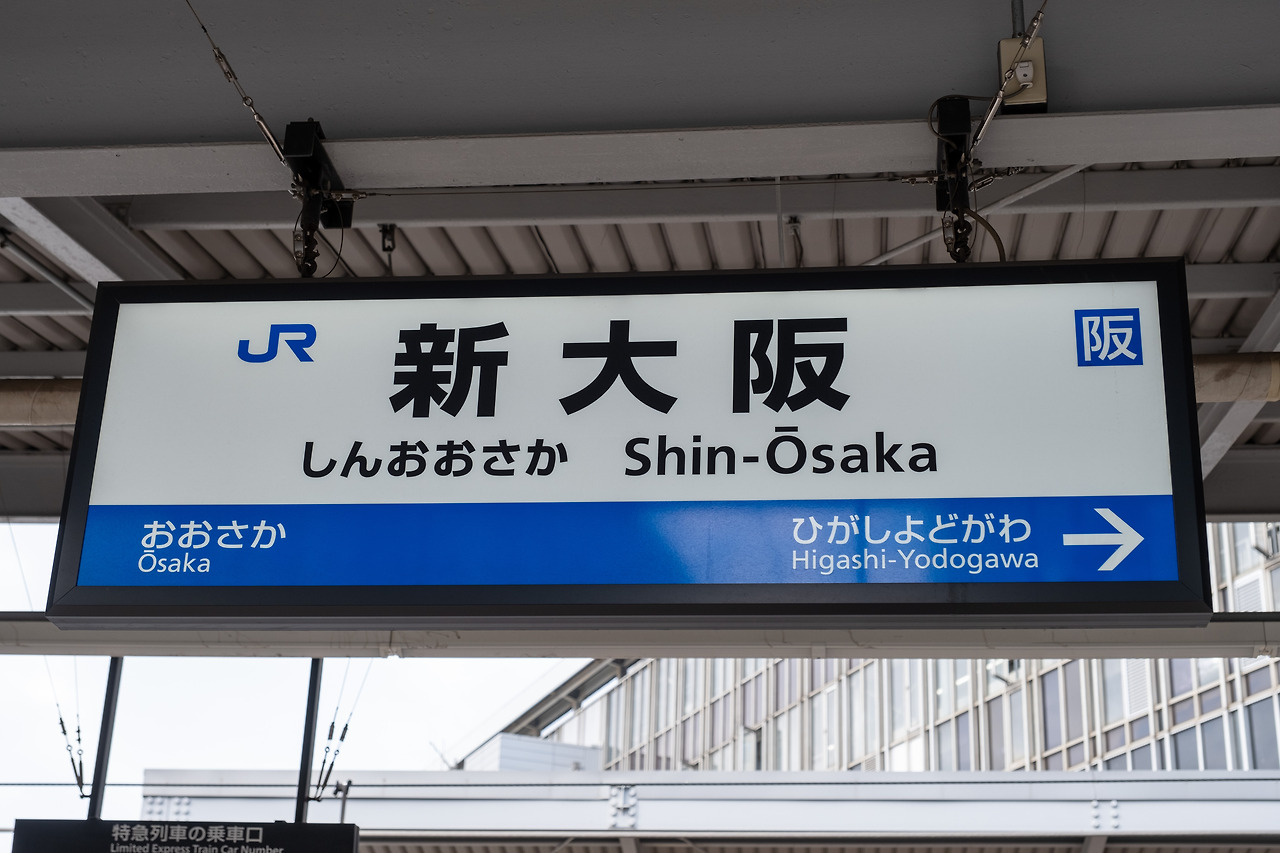 JR
新大阪
阪
しんおおさか Shin-Ōsaka
おおさか
Ōsaka
ひがしよどがわ
Higashi-Yodogawa
特急列車の乗車口
Limited Express Train Car Number